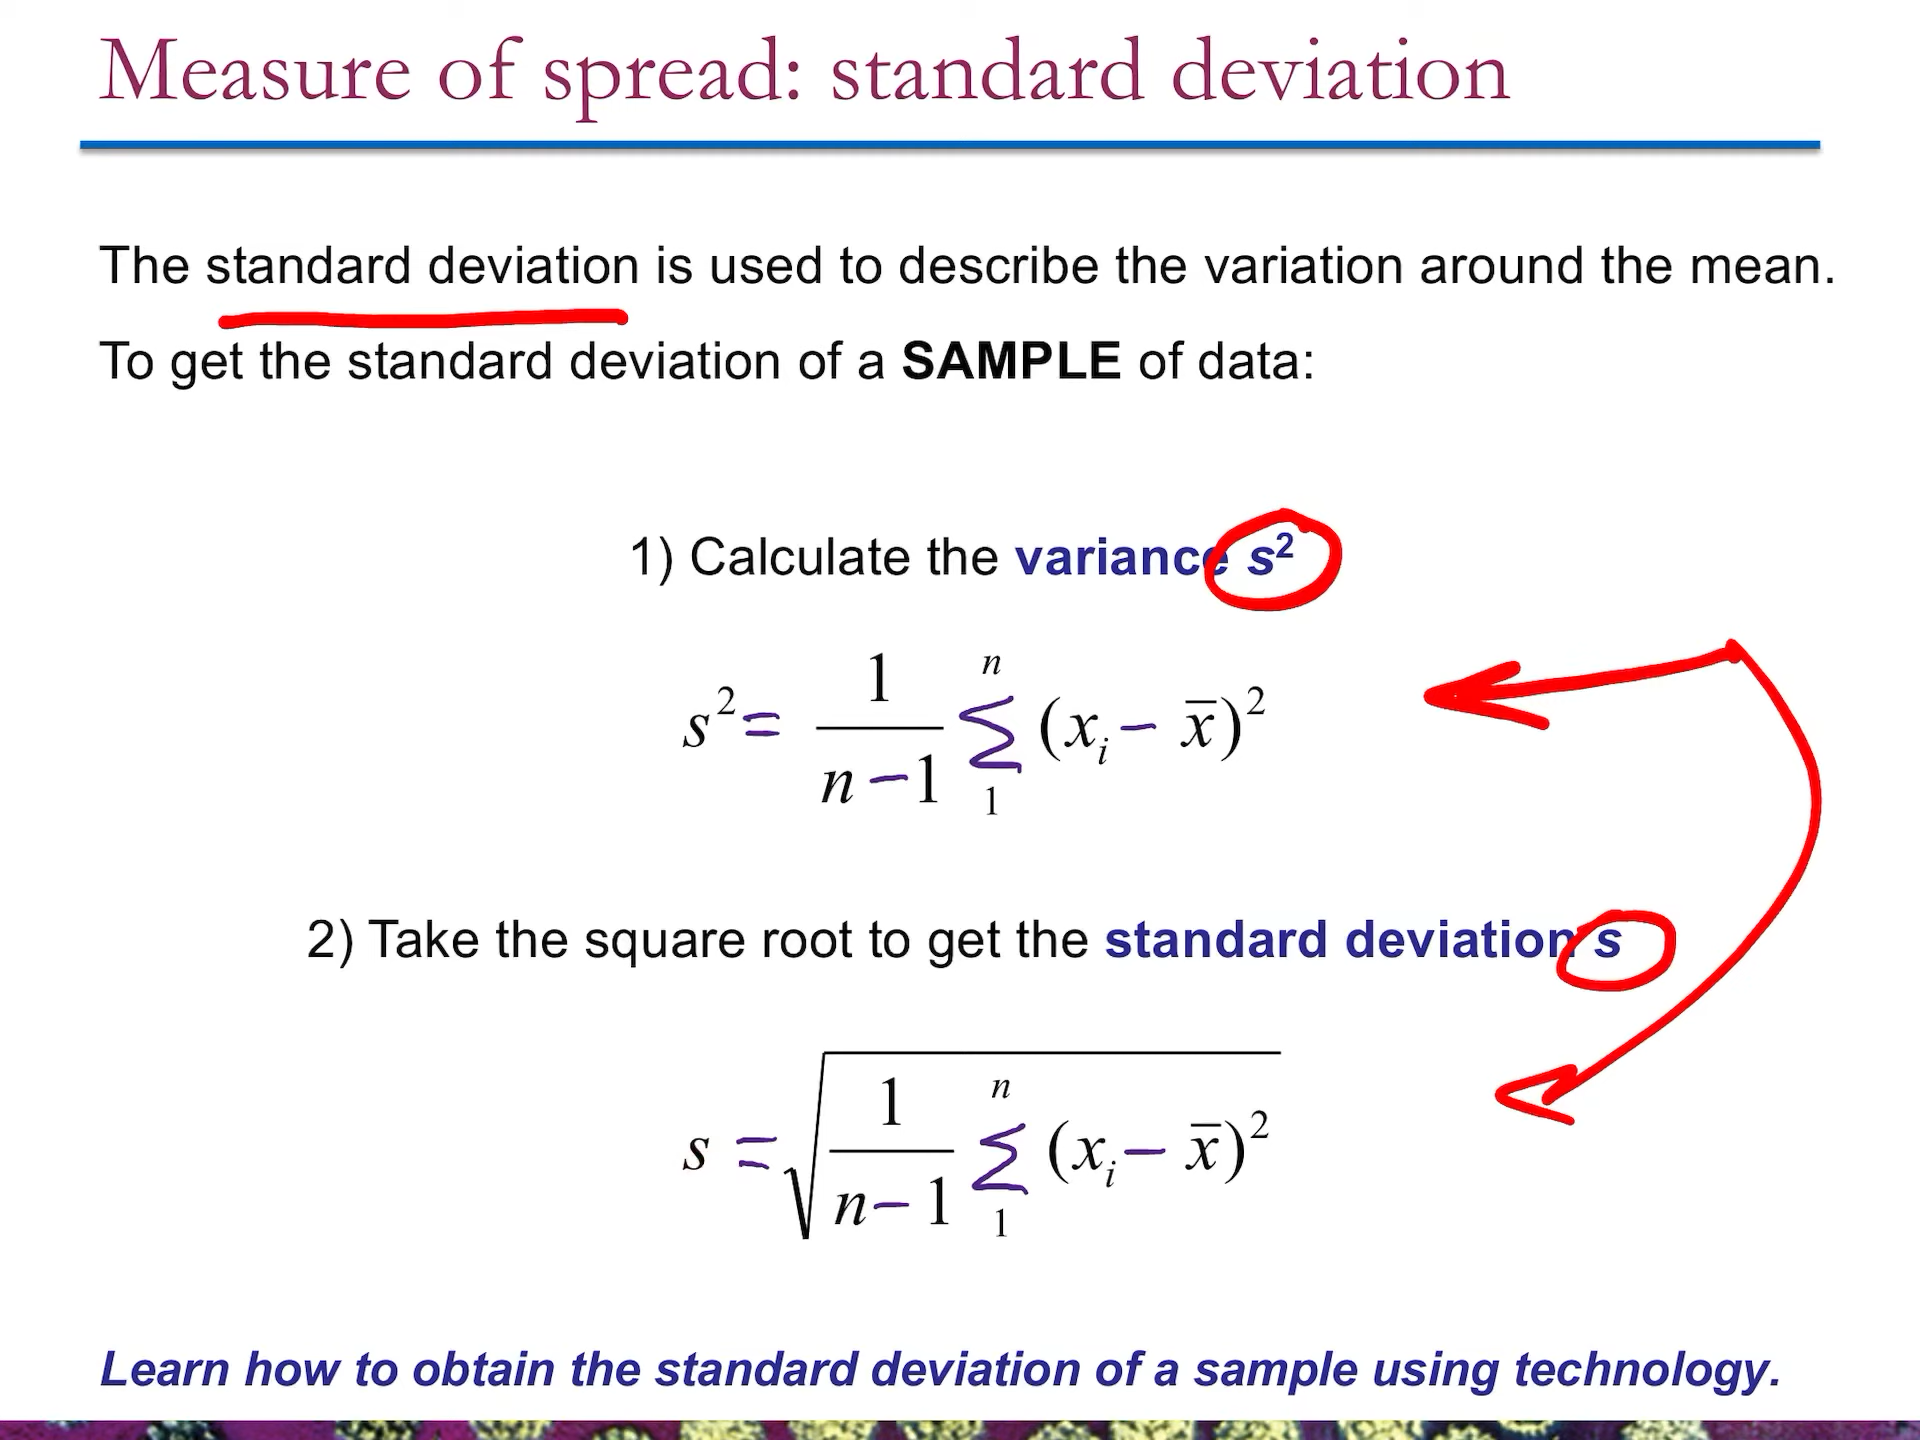 Measure of spread: standard deviation
The standard deviation is used to describe the variation around the mean.
To get the standard deviation of a SAMPLE of data:
1) Calculate the variance s²
s² = 1/(n − 1) ∑₁ⁿ (xᵢ − x̄)²
2) Take the square root to get the standard deviation s
s = √(1/(n − 1) ∑₁ⁿ (xᵢ − x̄)²)
Learn how to obtain the standard deviation of a sample using technology.